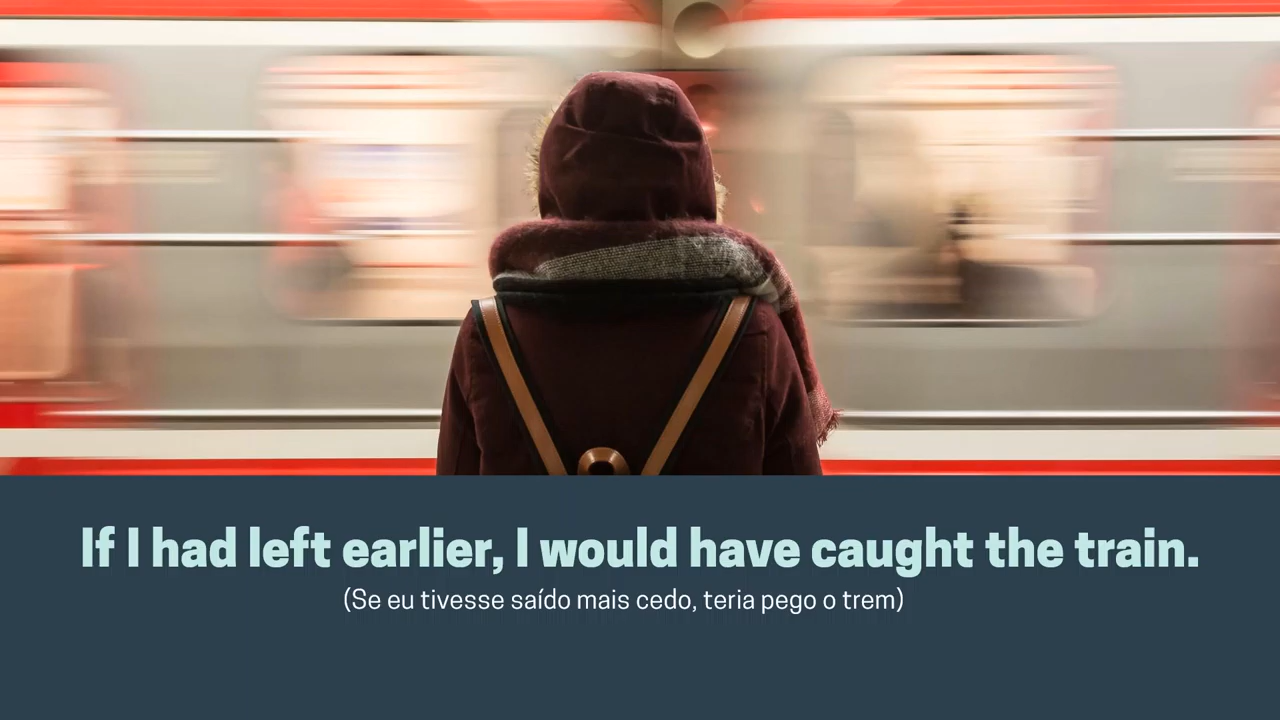 If I had left earlier, I would have caught the train.
(Se eu tivesse saído mais cedo, teria pego o trem)